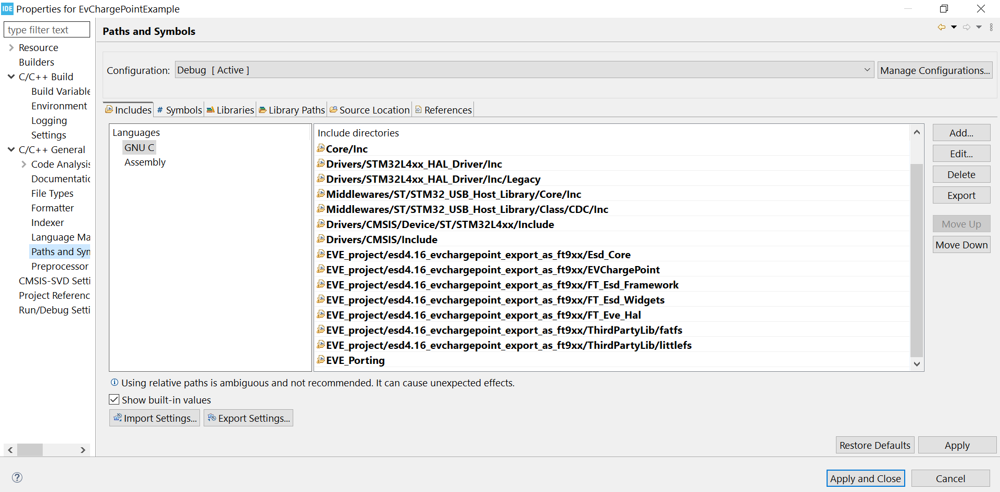 IDE Properties for EvChargePointExample
type filter text
Resource
Builders
C/C++ Build
Build Variable
Environment
Logging
Settings
C/C++ General
Code Analysis
Documentatic
File Types
Formatter
Indexer
Language Ma
Paths and Syn
Preprocessor
CMSIS-SVD Setti
Project Referenc
Run/Debug Setti
Paths and Symbols
Configuration: Debug [ Active ] Manage Configurations...
Includes # Symbols Libraries Library Paths Source Location References
Languages
GNU C
Assembly
Include directories
Core/Inc
Drivers/STM32L4xx_HAL_Driver/Inc
Drivers/STM32L4xx_HAL_Driver/Inc/Legacy
Middlewares/ST/STM32_USB_Host_Library/Core/Inc
Middlewares/ST/STM32_USB_Host_Library/Class/CDC/Inc
Drivers/CMSIS/Device/ST/STM32L4xx/Include
Drivers/CMSIS/Include
EVE_project/esd4.16_evchargepoint_export_as_ft9xx/Esd_Core
EVE_project/esd4.16_evchargepoint_export_as_ft9xx/EVChargePoint
EVE_project/esd4.16_evchargepoint_export_as_ft9xx/FT_Esd_Framework
EVE_project/esd4.16_evchargepoint_export_as_ft9xx/FT_Esd_Widgets
EVE_project/esd4.16_evchargepoint_export_as_ft9xx/FT_Eve_Hal
EVE_project/esd4.16_evchargepoint_export_as_ft9xx/ThirdPartyLib/fatfs
EVE_project/esd4.16_evchargepoint_export_as_ft9xx/ThirdPartyLib/littlefs
EVE_Porting
Add...
Edit...
Delete
Export
Move Up
Move Down
Using relative paths is ambiguous and not recommended. It can cause unexpected effects.
Show built-in values
Import Settings... Export Settings...
Restore Defaults Apply
Apply and Close Cancel